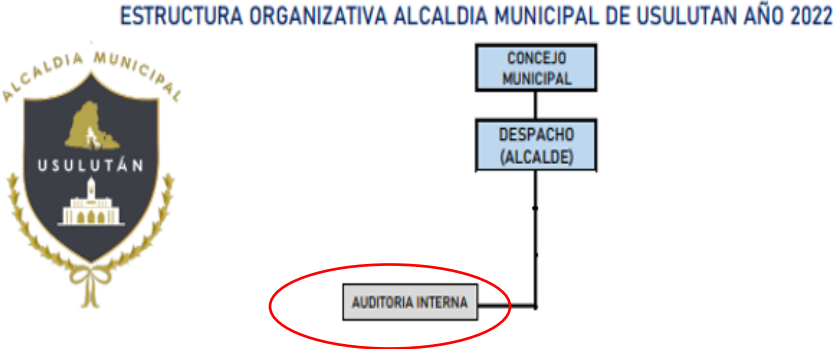 ESTRUCTURA ORGANIZATIVA ALCALDIA MUNICIPAL DE USULUTAN AÑO 2022
ALCALDIA MUNICIPAL
USULUTÁN
CONCEJO
MUNICIPAL
DESPACHO
(ALCALDE)
AUDITORIA INTERNA